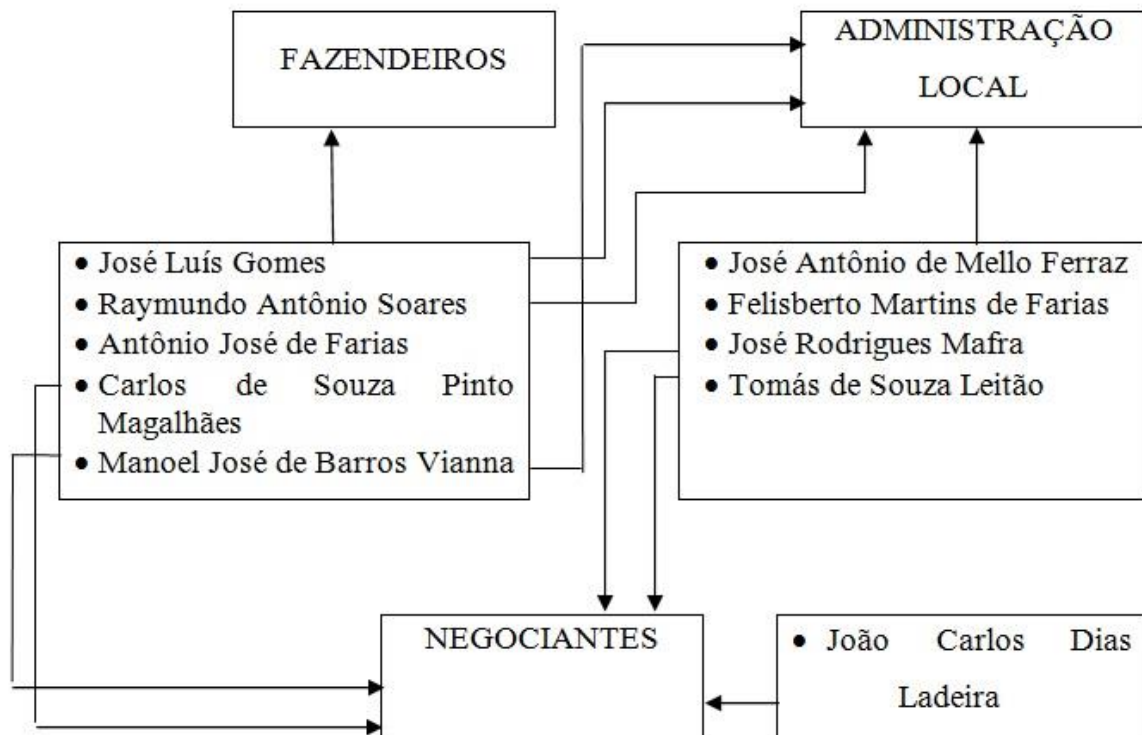 FAZENDEIROS
ADMINISTRAÇÃO
LOCAL
• José Luís Gomes
• Raymundo Antônio Soares
• Antônio José de Farias
• Carlos de Souza Pinto
Magalhães
• Manoel José de Barros Vianna
• José Antônio de Mello Ferraz
• Felisberto Martins de Farias
• José Rodrigues Mafra
• Tomás de Souza Leitão
NEGOCIANTES
• João Carlos Dias
Ladeira